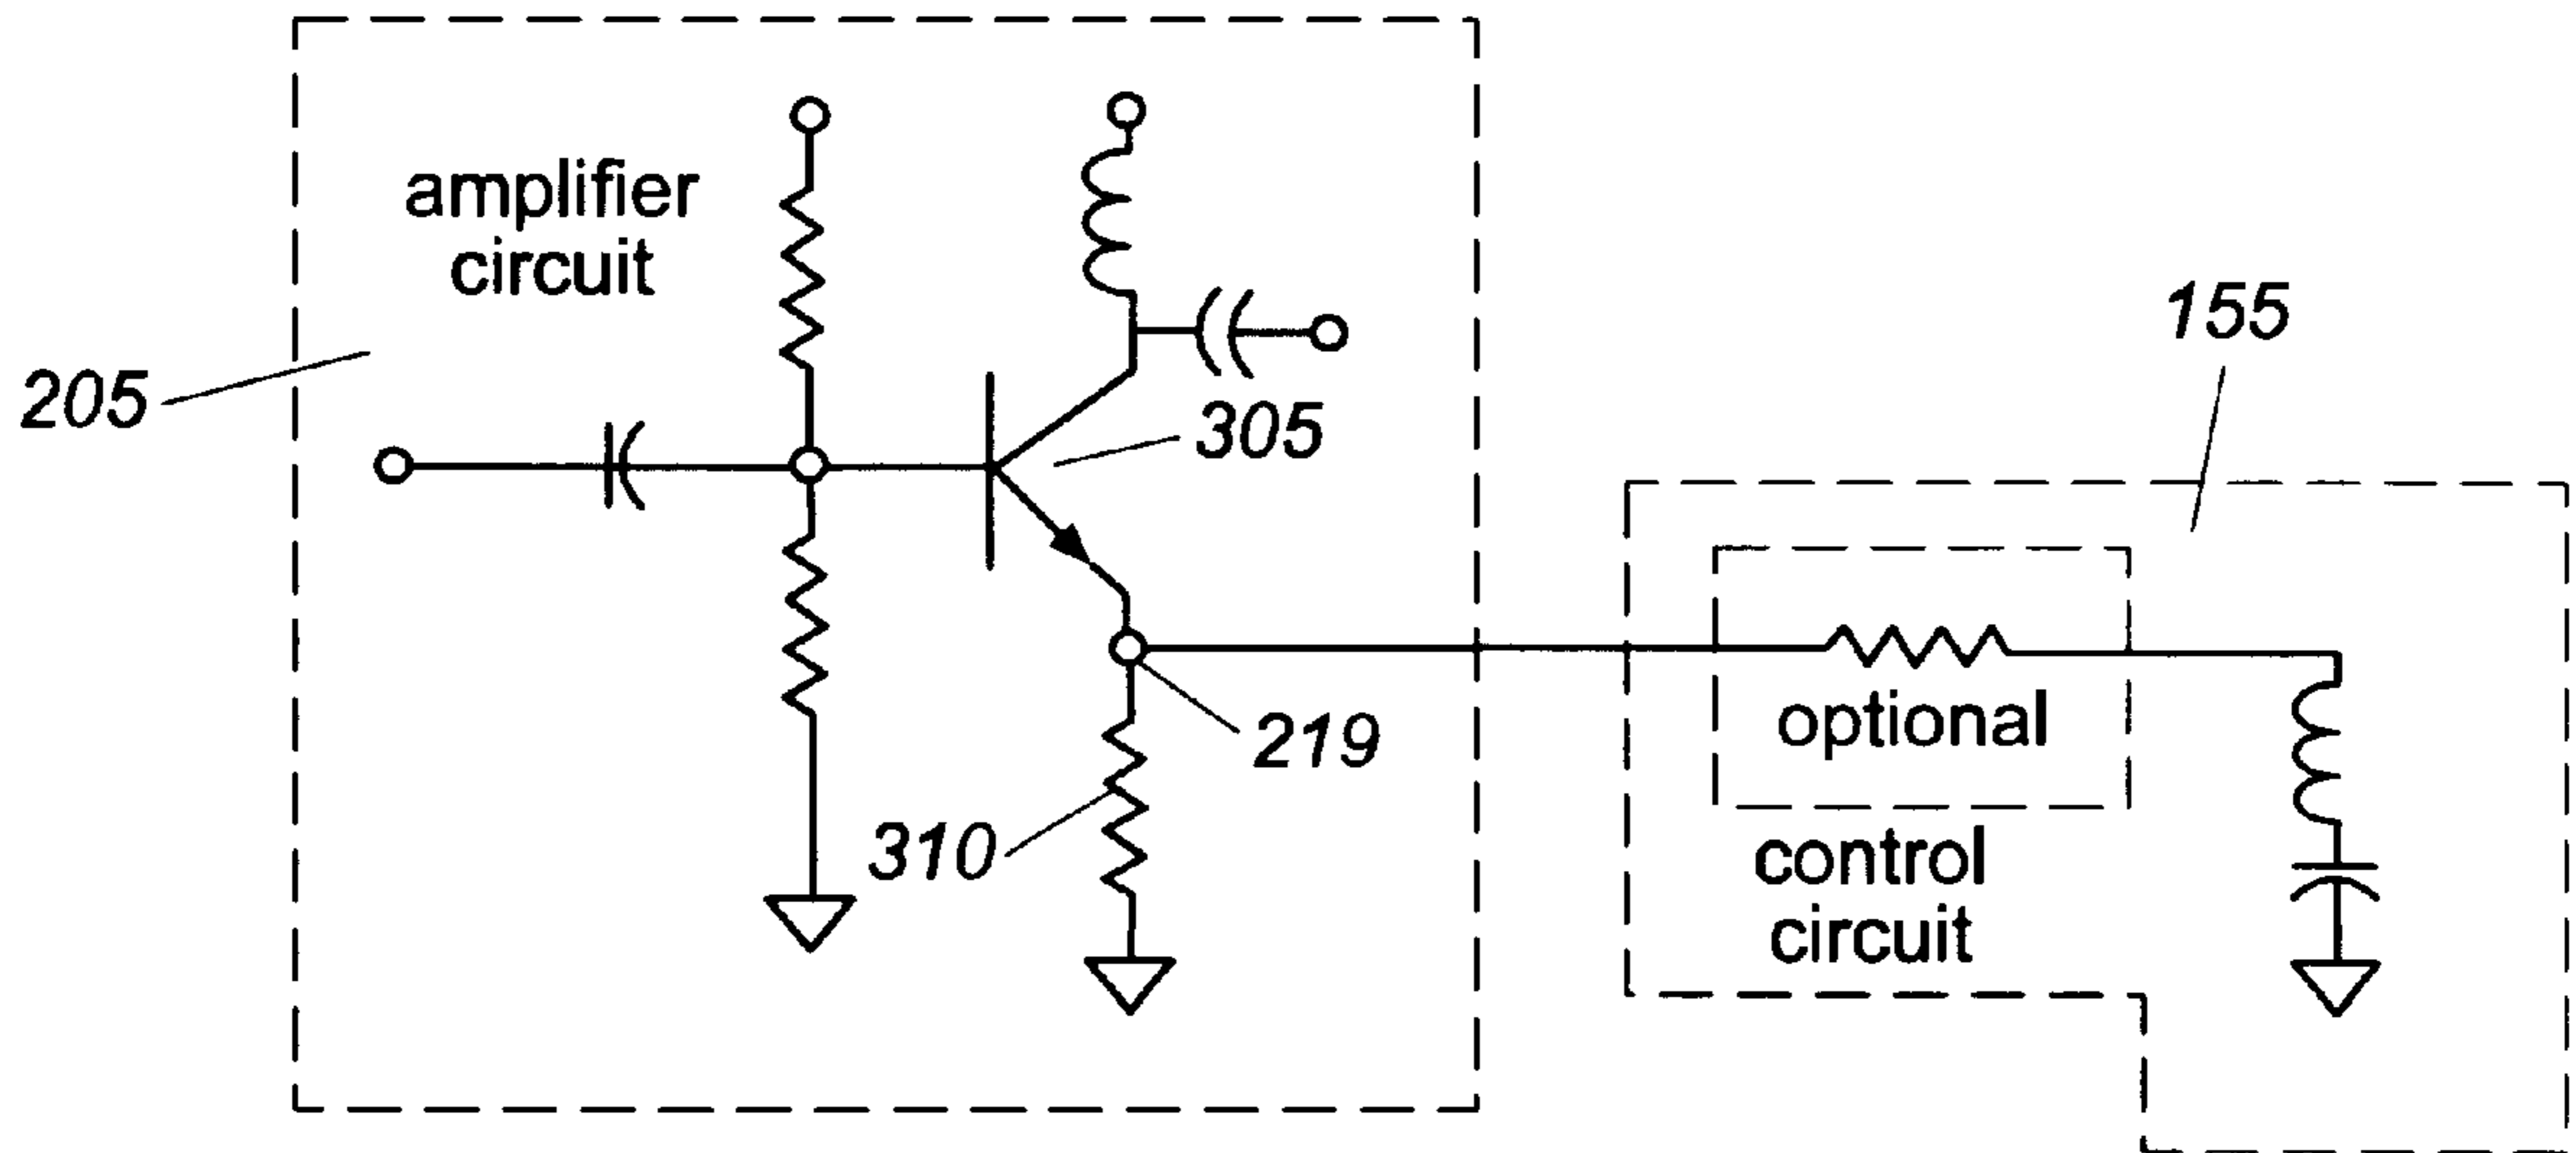 amplifier
circuit
205
305
155
219
310
optional
control
circuit